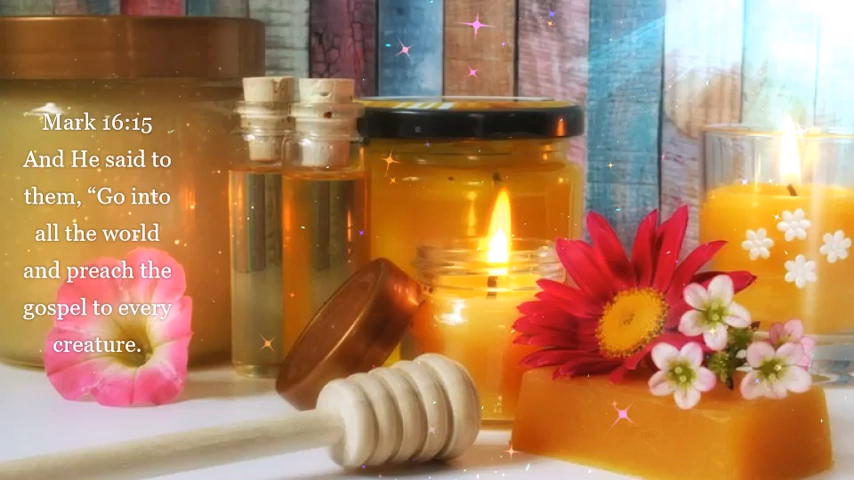 Mark 16:15
And He said to
them, “Go into
all the world
and preach the
gospel to every
creature.